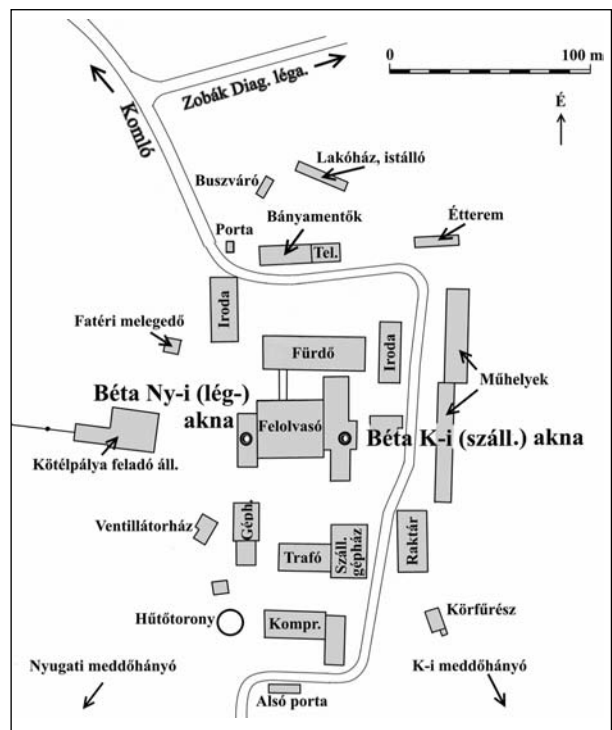 0
100 m
É
Zobák Diag. léga.
Komló
Lakóház, istálló
Buszváró
Bányamentők
Porta
Tel.
Étterem
Iroda
Fatéri melegedő
Fürdő
Iroda
Műhelyek
Béta Ny-i (lég-)
akna
Felolvasó
Béta K-i (száll.) akna
Kötélpálya feladó áll.
Ventillátorház
Géph.
Trafó
Száll.
gépház
Raktár
Hűtőtorony
Kompr.
Körfűrész
Nyugati meddőhányó
K-i meddőhányó
Alsó porta